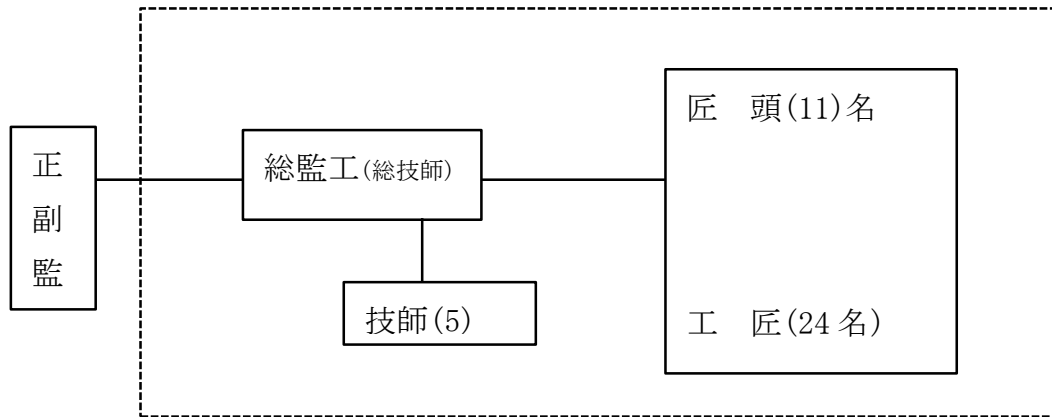 正副監
総監工(総技師)
技師(5)
匠　頭(11)名
工　匠(24名)